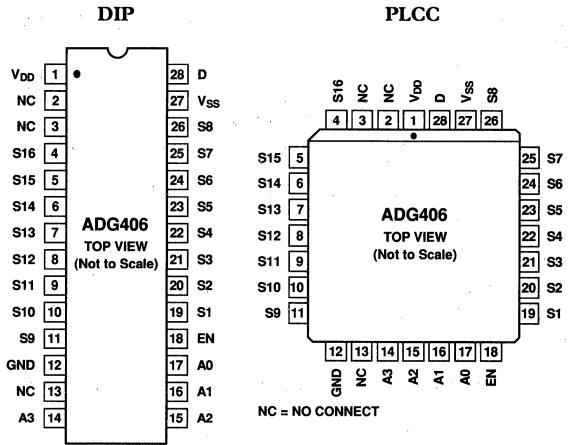 DIP
VDD 1 28 D
NC 2 27 VSS
NC 3 26 S8
S16 4 25 S7
S15 5 24 S6
S14 6 23 S5
S13 7 22 S4
S12 8 21 S3
S11 9 20 S2
S10 10 19 S1
S9 11 18 EN
GND 12 17 A0
NC 13 16 A1
A3 14 15 A2
ADG406
TOP VIEW
(Not to Scale)
PLCC
S16 NC NC VDD D VSS S8
4 3 2 1 28 27 26
S15 5 25 S7
S14 6 24 S6
S13 7 23 S5
S12 8 22 S4
S11 9 21 S3
S10 10 20 S2
S9 11 19 S1
ADG406
TOP VIEW
(Not to Scale)
12 13 14 15 16 17 18
GND NC A3 A2 A1 A0 EN
NC = NO CONNECT